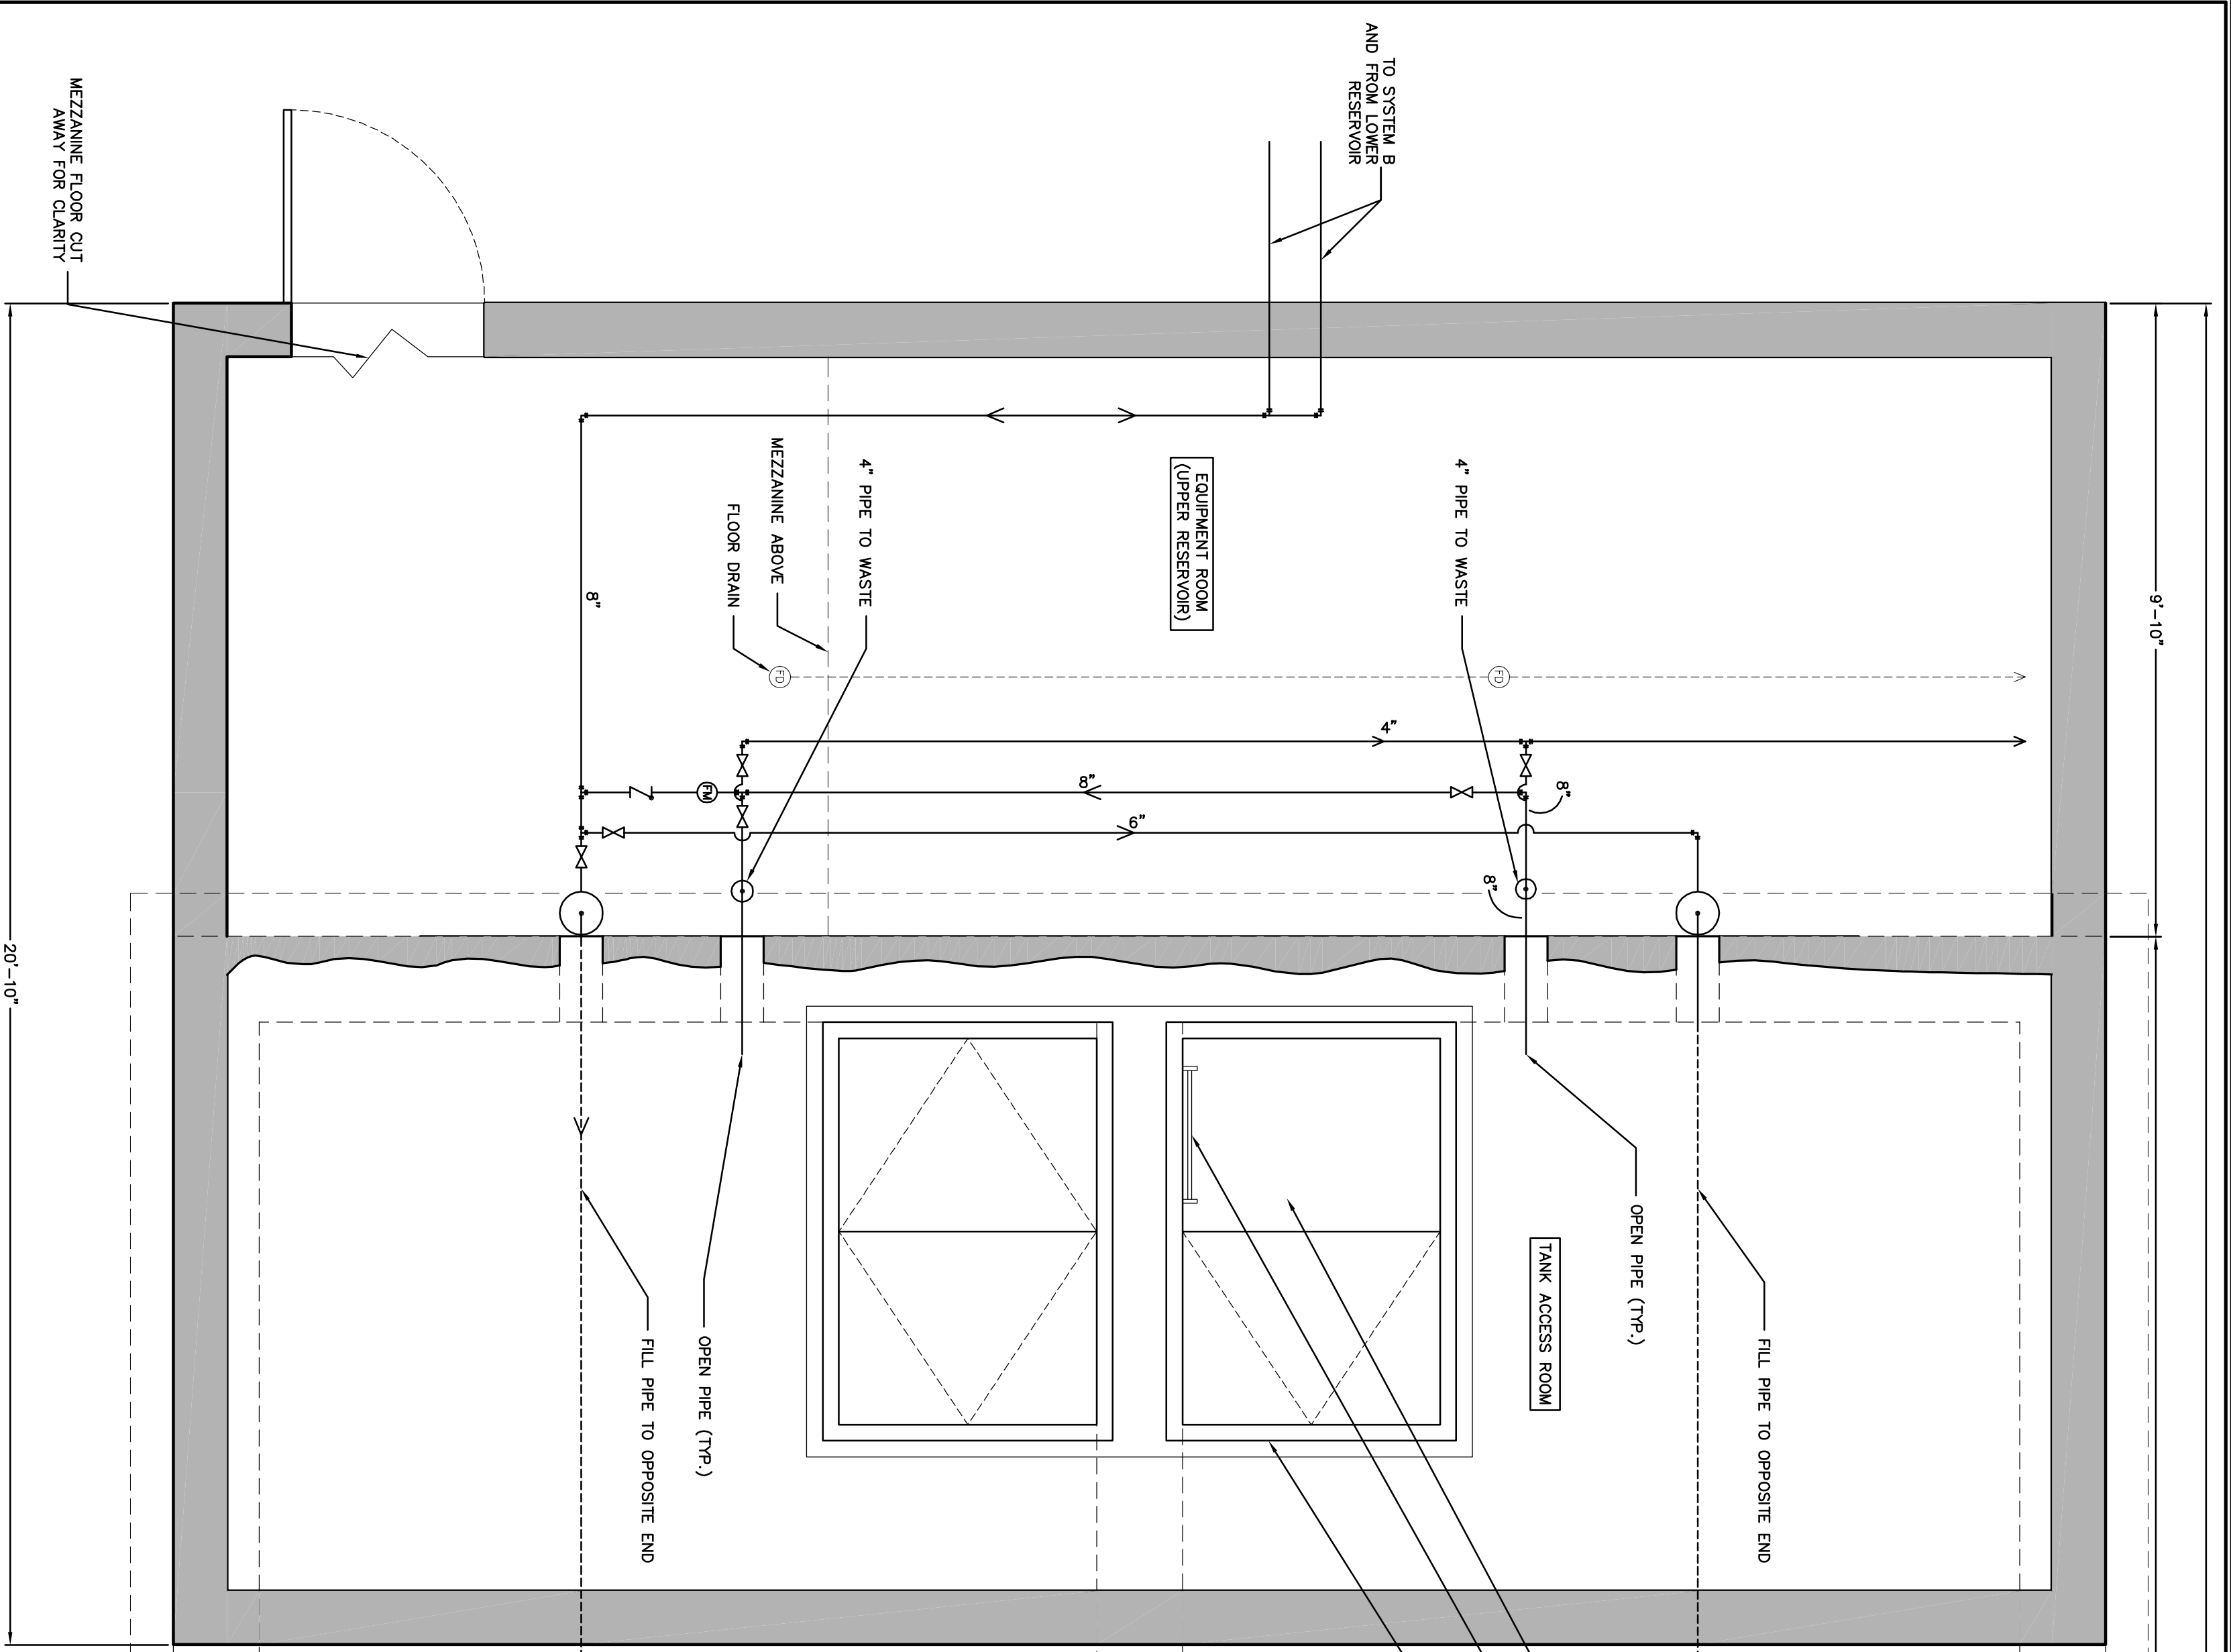 TO SYSTEM B
AND FROM LOWER
RESERVOIR
MEZZANINE FLOOR CUT
AWAY FOR CLARITY
9'-10"
20'-10"
EQUIPMENT ROOM
(UPPER RESERVOIR)
4" PIPE TO WASTE
4" PIPE TO WASTE
MEZZANINE ABOVE
FLOOR DRAIN
FD
FD
8"
4"
8"
8"
6"
8"
FM
OPEN PIPE (TYP.)
TANK ACCESS ROOM
FILL PIPE TO OPPOSITE END
OPEN PIPE (TYP.)
FILL PIPE TO OPPOSITE END